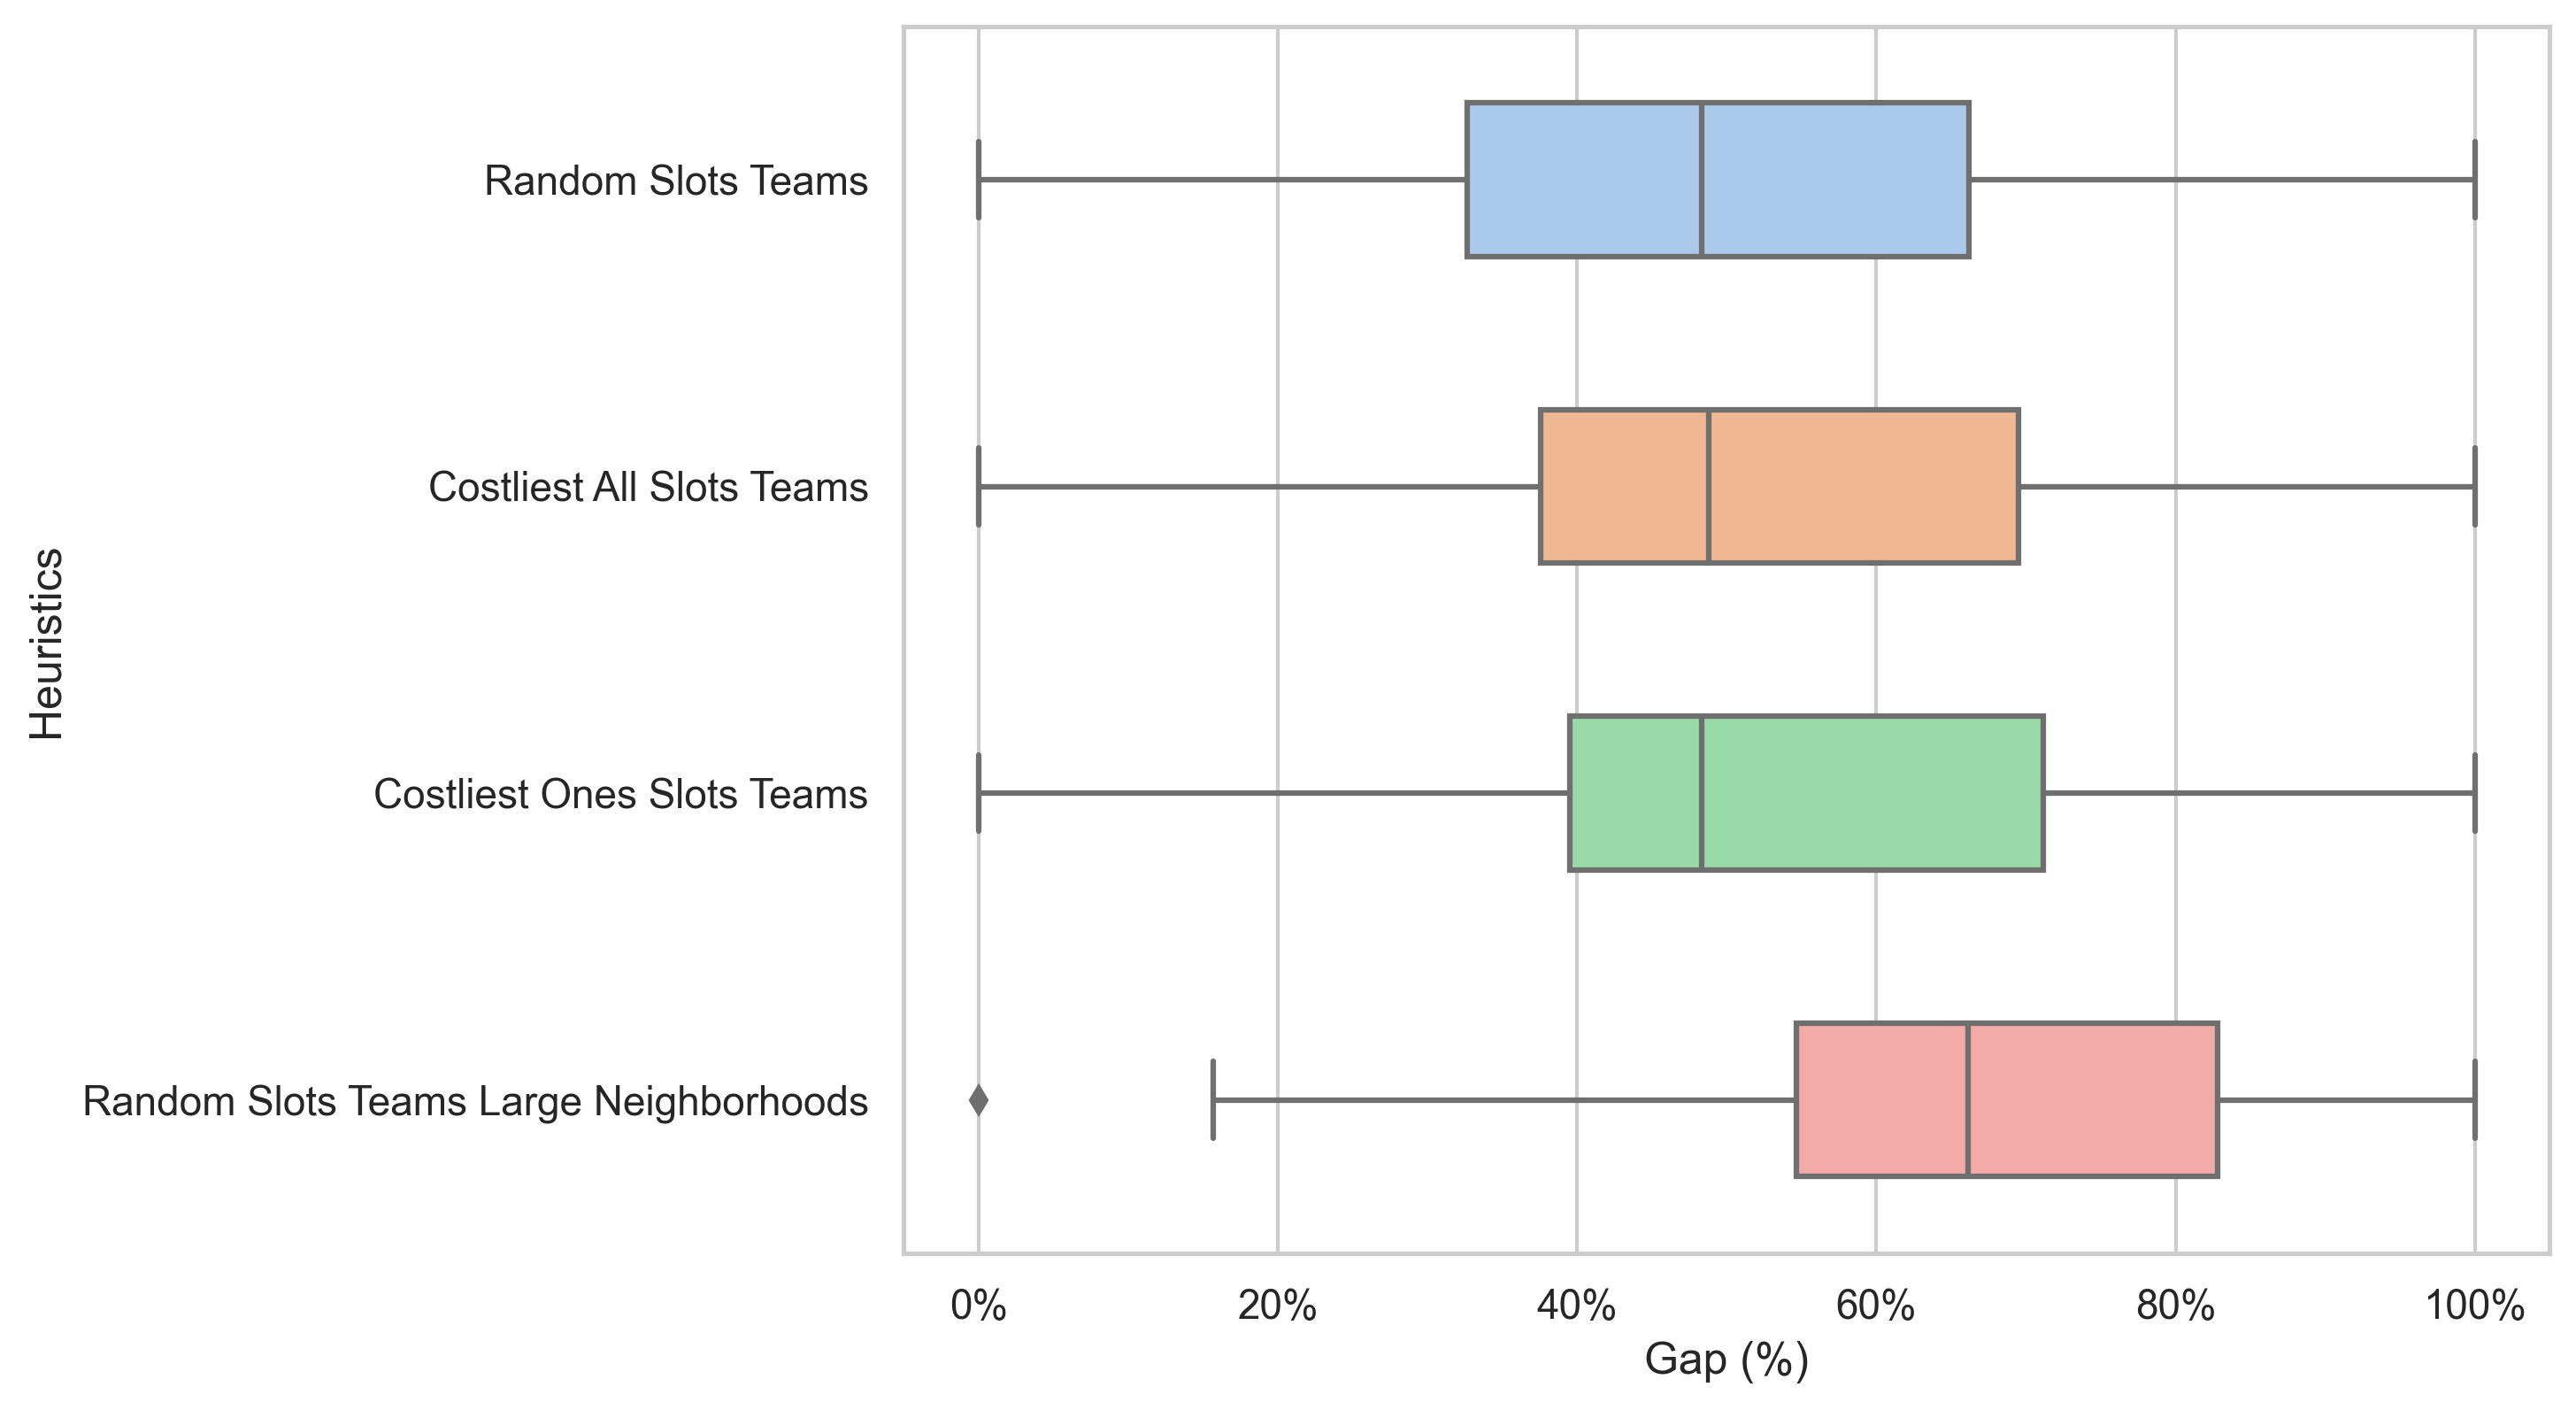 Heuristics
Random Slots Teams
Costliest All Slots Teams
Costliest Ones Slots Teams
Random Slots Teams Large Neighborhoods
0% 20% 40% 60% 80% 100%
Gap (%)